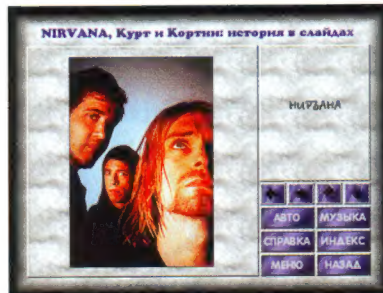 NIRVANA, Курт и Кортни: история в слайдах
НИРВАНА
АВТО МУЗЫКА
СПРАВКА ИНДЕКС
МЕНЮ НАЗАД